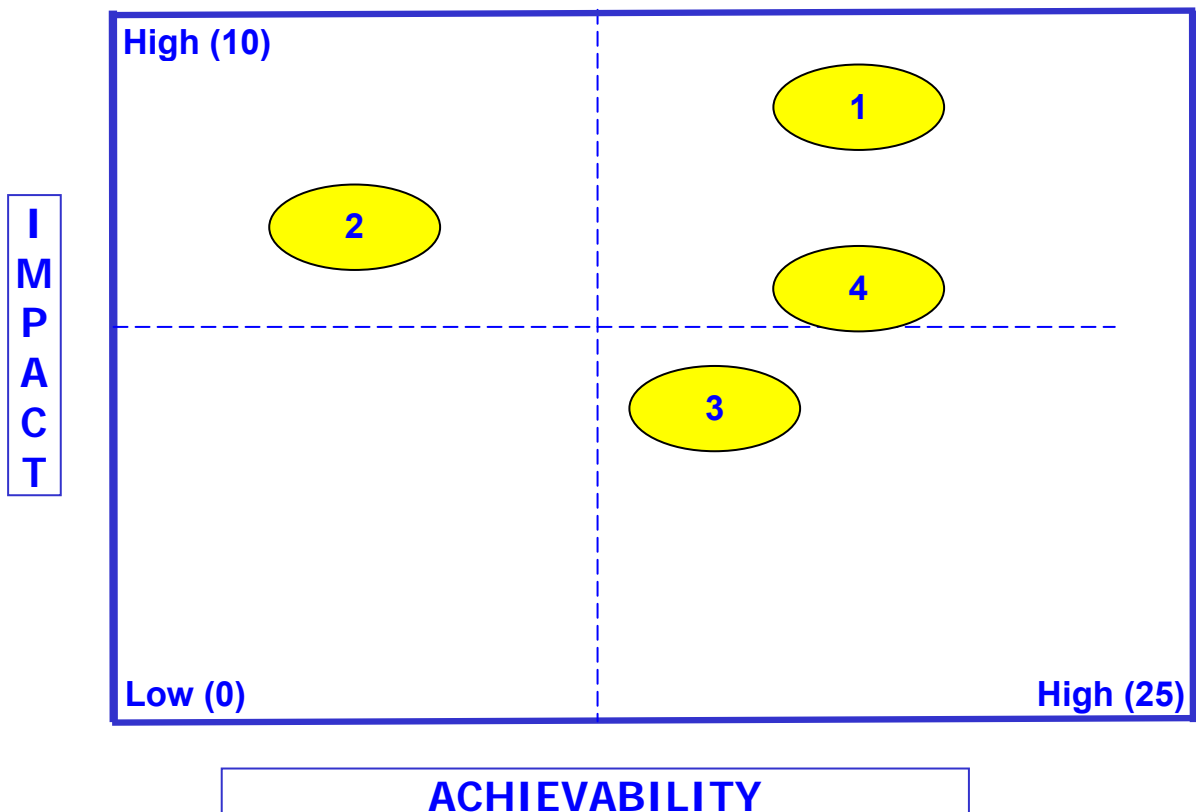 High (10)
1
2
I
M
P
A
C
T
4
3
Low (0)
High (25)
ACHIEVABILITY